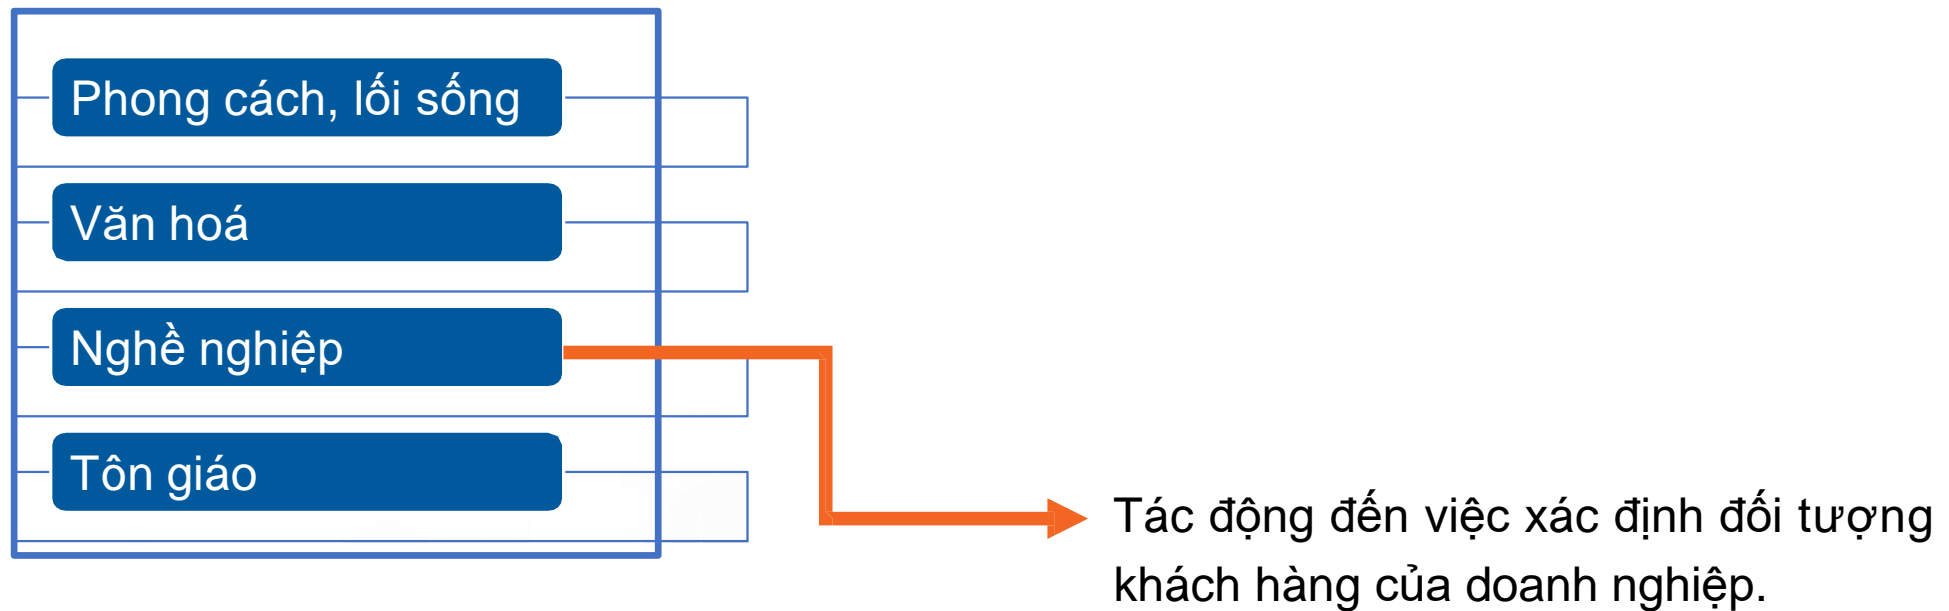 Phong cách, lối sống
Văn hoá
Nghề nghiệp
Tôn giáo
Tác động đến việc xác định đối tượng
khách hàng của doanh nghiệp.